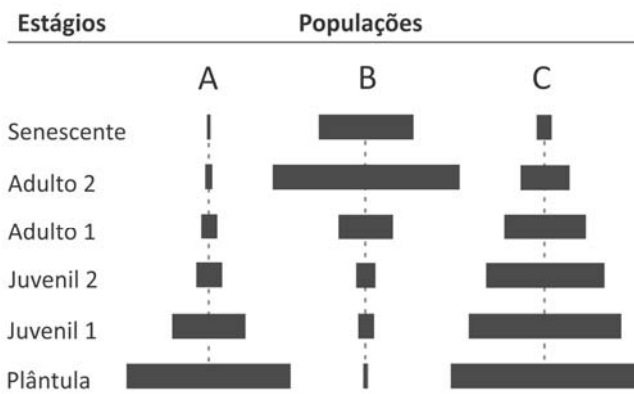 Estágios Populações
A B C
Senescente
Adulto 2
Adulto 1
Juvenil 2
Juvenil 1
Plântula